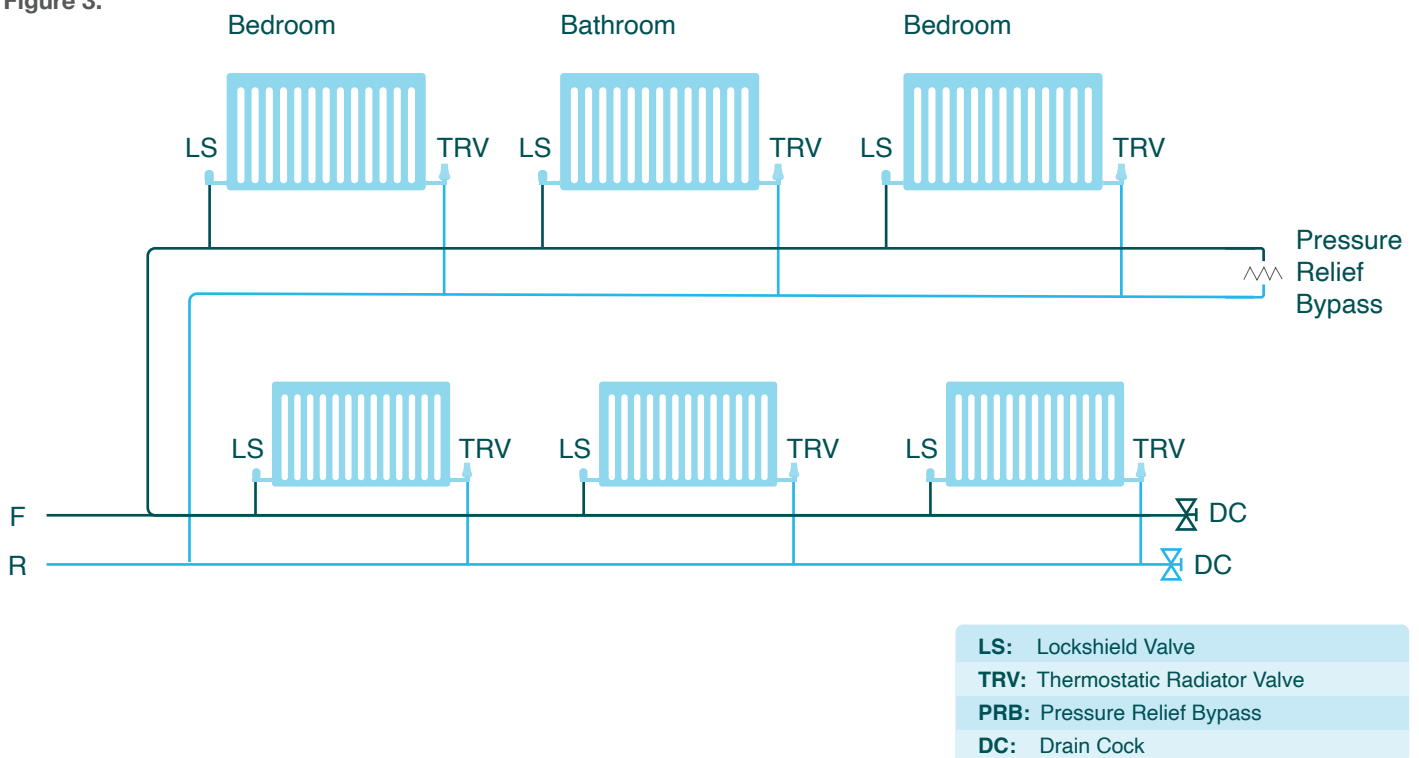 Figure 3.
Bedroom Bathroom Bedroom
LS TRV LS TRV LS TRV
Pressure
Relief
Bypass
LS TRV LS TRV LS TRV
F DC
R DC
LS: Lockshield Valve
TRV: Thermostatic Radiator Valve
PRB: Pressure Relief Bypass
DC: Drain Cock